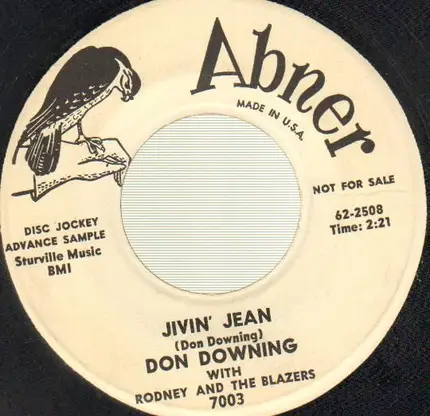 Abner
MADE IN U.S.A.
NOT FOR SALE
62-2508
Time: 2:21
DISC JOCKEY
ADVANCE SAMPLE
Sturville Music
BMI
JIVIN' JEAN
(Don Downing)
DON DOWNING
WITH
RODNEY AND THE BLAZERS
7003